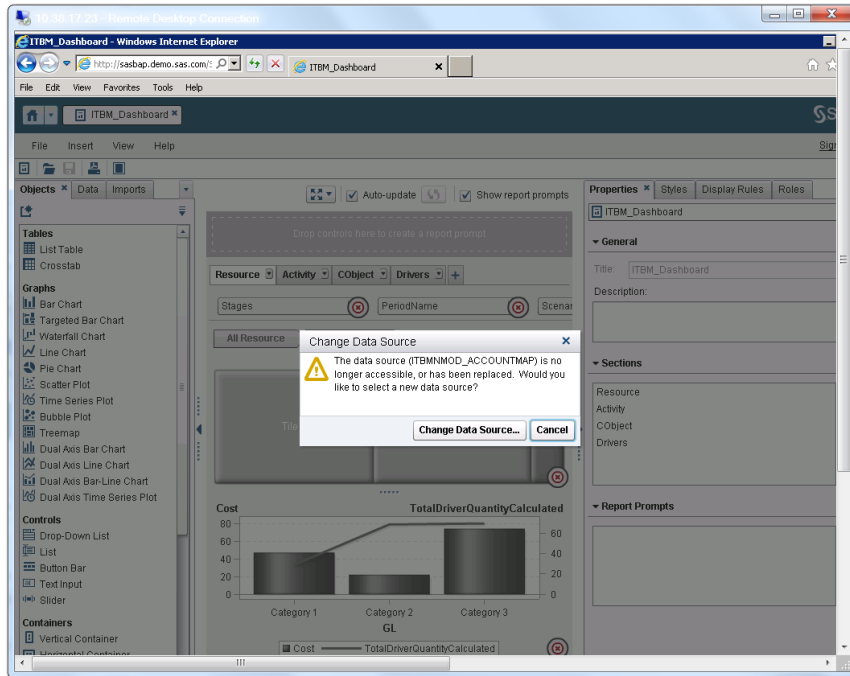 10.38.17.23 - Remote Desktop Connection
ITBM_Dashboard - Windows Internet Explorer
http://sasbap.demo.sas.com/
ITBM_Dashboard
File Edit View Favorites Tools Help
ITBM_Dashboard
File Insert View Help
Objects Data Imports
Auto-update
Show report prompts
Properties Styles Display Rules Roles
ITBM_Dashboard
Drop controls here to create a report prompt
Tables
List Table
Crosstab
Graphs
Bar Chart
Targeted Bar Chart
Waterfall Chart
Line Chart
Pie Chart
Scatter Plot
Time Series Plot
Bubble Plot
Treemap
Dual Axis Bar Chart
Dual Axis Line Chart
Dual Axis Bar-Line Chart
Dual Axis Time Series Plot
Controls
Drop-Down List
List
Button Bar
Text Input
Slider
Containers
Vertical Container
Horizontal Container
Resource Activity CObject Drivers
Stages
PeriodName
All Resource
Change Data Source
The data source (ITBMNMOD_ACCOUNTMAP) is no
longer accessible, or has been replaced. Would you
like to select a new data source?
Change Data Source... Cancel
Cost
TotalDriverQuantityCalculated
80
60
40
20
0
60
40
20
0
Category 1 Category 2 Category 3
GL
Cost TotalDriverQuantityCalculated
General
Title: ITBM_Dashboard
Description:
Sections
Resource
Activity
CObject
Drivers
Report Prompts